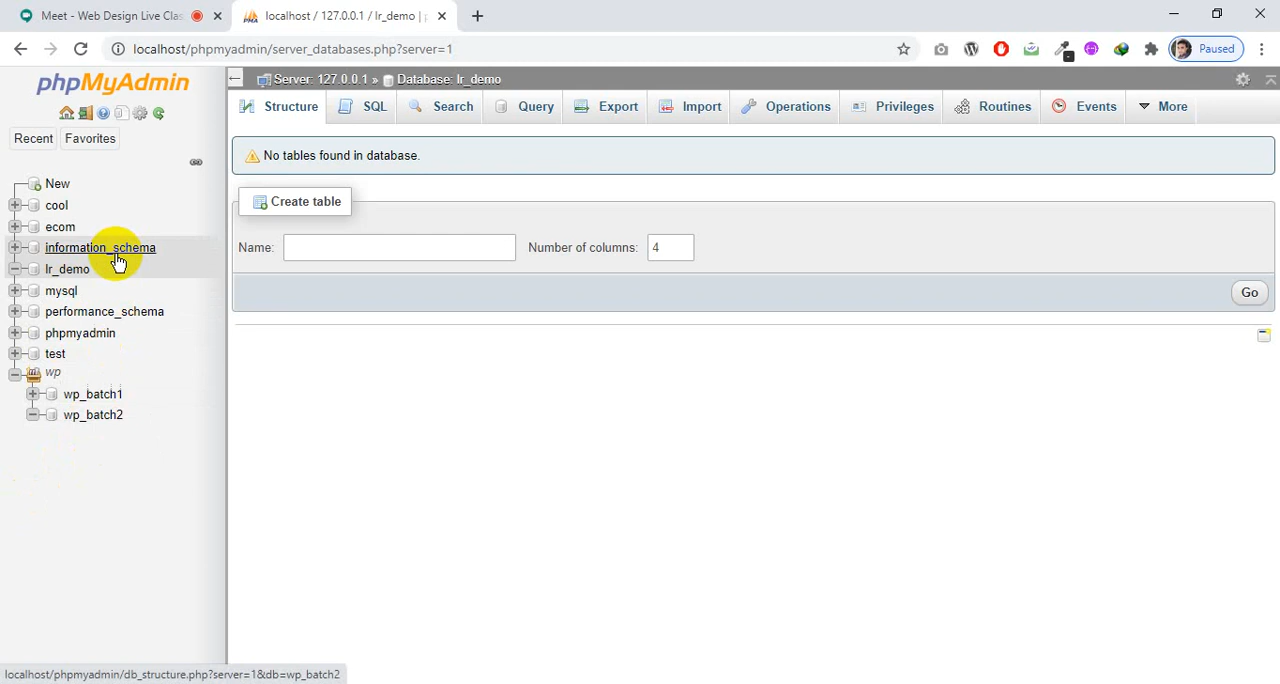 Meet - Web Design Live Cla
localhost / 127.0.0.1 / lr_demo | p
localhost/phpmyadmin/server_databases.php?server=1
Paused
phpMyAdmin
Recent
Favorites
New
cool
ecom
information_schema
lr_demo
mysql
performance_schema
phpmyadmin
test
wp
wp_batch1
wp_batch2
Server: 127.0.0.1 » Database: lr_demo
Structure
SQL
Search
Query
Export
Import
Operations
Privileges
Routines
Events
More
No tables found in database.
Create table
Name:
Number of columns: 4
Go
localhost/phpmyadmin/db_structure.php?server=1&db=wp_batch2